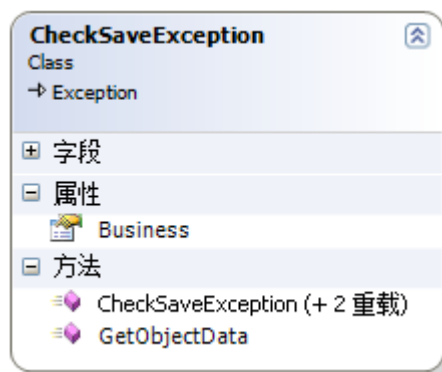 CheckSaveException
Class
Exception
字段
属性
Business
方法
CheckSaveException (+ 2 重载)
GetObjectData